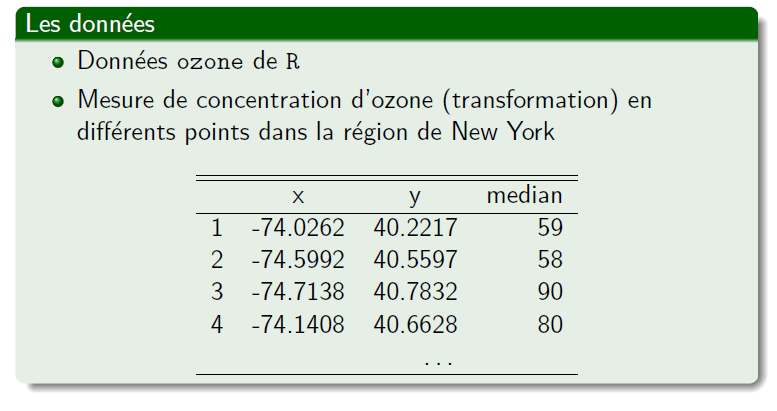 Les données
Données ozone de R
Mesure de concentration d'ozone (transformation) en
différents points dans la région de New York
x y median
1 -74.0262 40.2217 59
2 -74.5992 40.5597 58
3 -74.7138 40.7832 90
4 -74.1408 40.6628 80
...